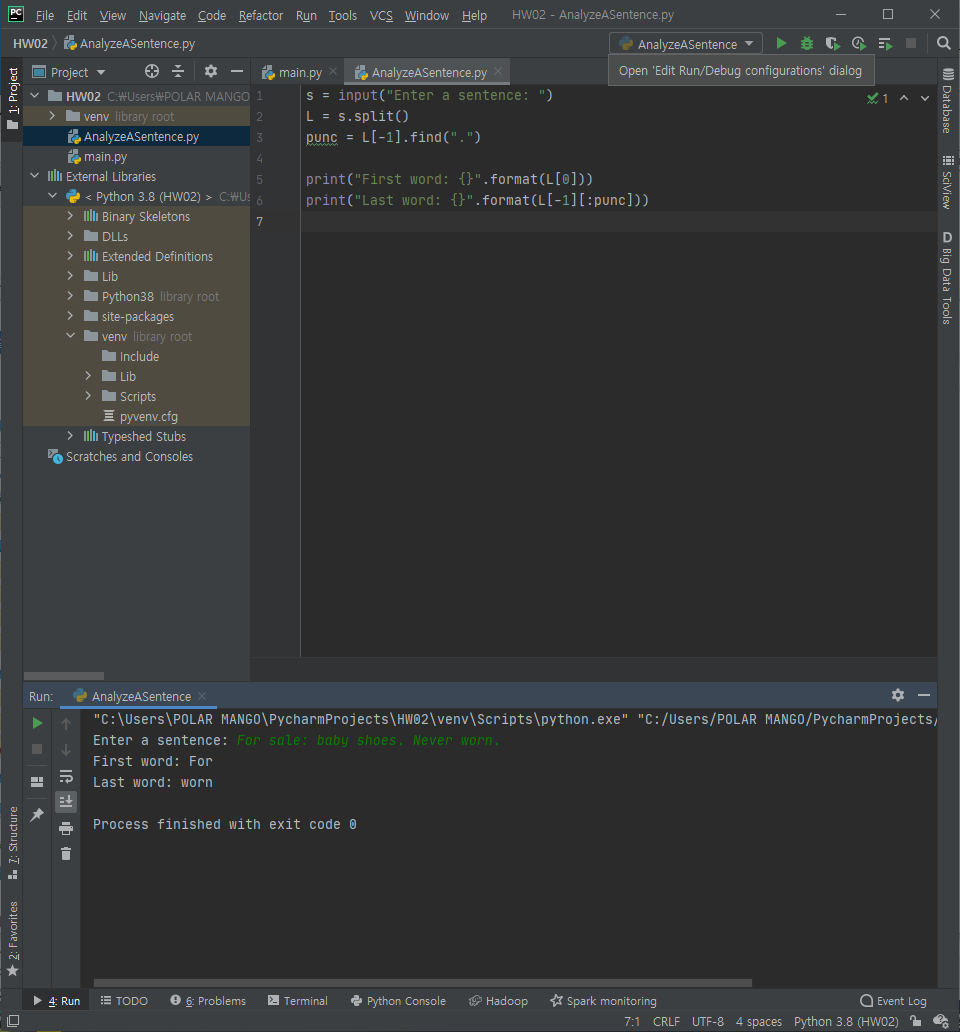 PC File Edit View Navigate Code Refactor Run Tools VCS Window Help HW02 - AnalyzeASentence.py
HW02 AnalyzeASentence.py AnalyzeASentence
Open 'Edit Run/Debug configurations' dialog
1: Project
Project
main.py AnalyzeASentence.py
HW02 C:₩Users₩POLAR MANGO
venv library root
AnalyzeASentence.py
main.py
External Libraries
< Python 3.8 (HW02) > C:₩Us
Binary Skeletons
DLLs
Extended Definitions
Lib
Python38 library root
site-packages
venv library root
Include
Lib
Scripts
pyvenv.cfg
Typeshed Stubs
Scratches and Consoles
1 s = input("Enter a sentence: ")
2 L = s.split()
3 punc = L[-1].find(".")
4
5 print("First word: {}".format(L[0]))
6 print("Last word: {}".format(L[-1][:punc]))
7
1
Database
SciView
D Big Data Tools
Run: AnalyzeASentence
"C:\Users\POLAR MANGO\PycharmProjects\HW02\venv\Scripts\python.exe" "C:/Users/POLAR MANGO/PycharmProjects/
Enter a sentence: For sale: baby shoes. Never worn.
First word: For
Last word: worn
Process finished with exit code 0
7: Structure
2: Favorites
4: Run TODO 6: Problems Terminal Python Console Hadoop Spark monitoring Event Log
7:1 CRLF UTF-8 4 spaces Python 3.8 (HW02)